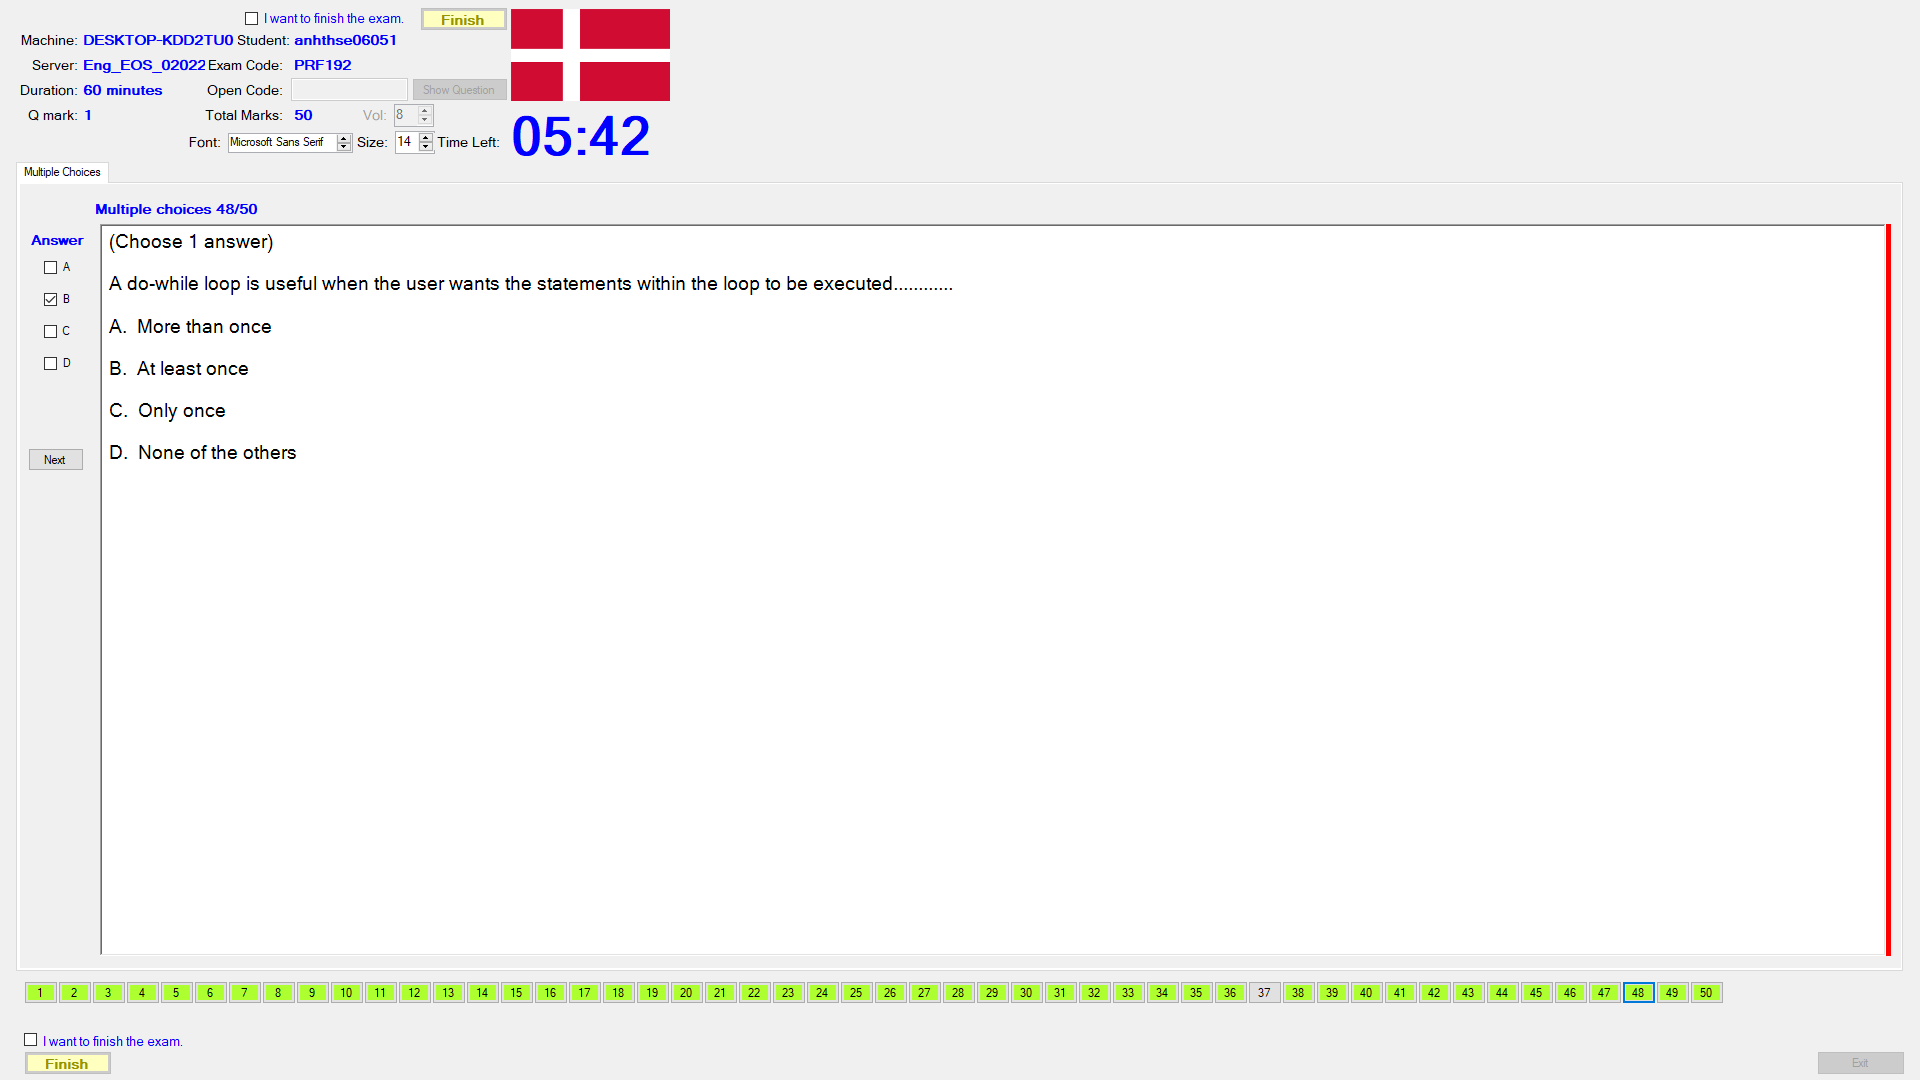 I want to finish the exam. Finish
Machine: DESKTOP-KDD2TU0 Student: anhthse06051
Server: Eng_EOS_02022 Exam Code: PRF192
Duration: 60 minutes Open Code: Show Question
Q mark: 1 Total Marks: 50 Vol: 8
Font: Microsoft Sans Serif Size: 14 Time Left: 05:42
Multiple Choices
Multiple choices 48/50
Answer
A
B
C
D
Next
(Choose 1 answer)
A do-while loop is useful when the user wants the statements within the loop to be executed............
A. More than once
B. At least once
C. Only once
D. None of the others
1 2 3 4 5 6 7 8 9 10 11 12 13 14 15 16 17 18 19 20 21 22 23 24 25 26 27 28 29 30 31 32 33 34 35 36 37 38 39 40 41 42 43 44 45 46 47 48 49 50
I want to finish the exam.
Finish
Exit